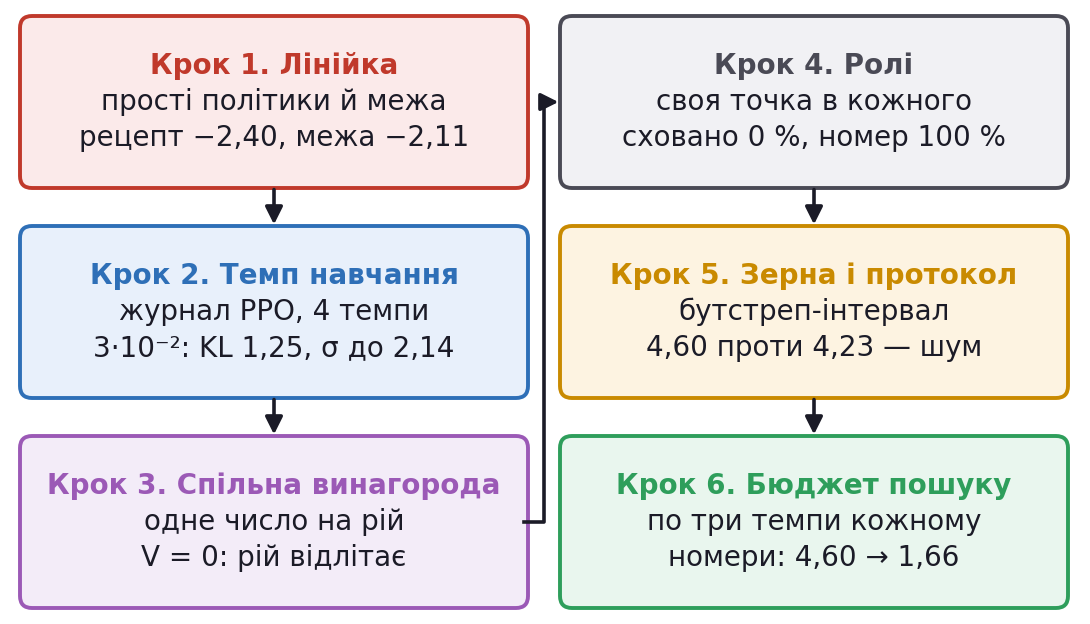 Крок 1. Лінійка
прості політики й межа
рецепт −2,40, межа −2,11
Крок 2. Темп навчання
журнал PPO, 4 темпи
3·10⁻²: KL 1,25, σ до 2,14
Крок 3. Спільна винагорода
одне число на рій
V = 0: рій відлітає
Крок 4. Ролі
своя точка в кожного
сховано 0 %, номер 100 %
Крок 5. Зерна і протокол
бутстреп-інтервал
4,60 проти 4,23 — шум
Крок 6. Бюджет пошуку
по три темпи кожному
номери: 4,60 → 1,66